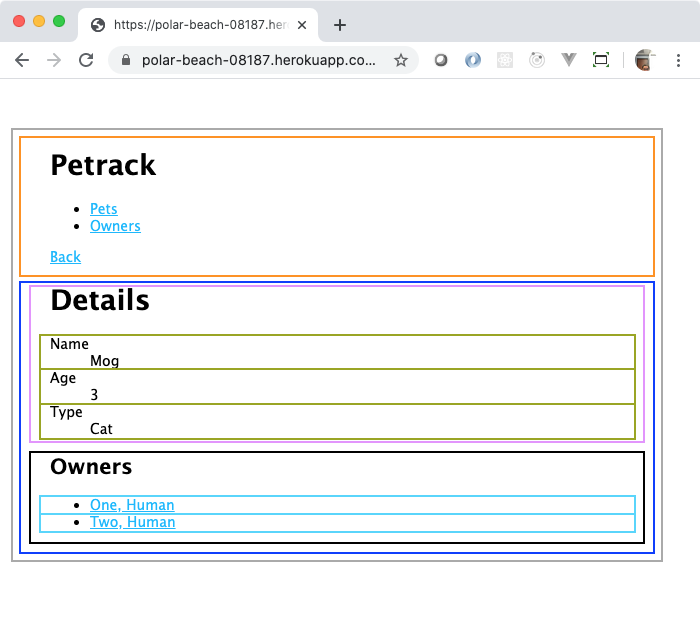 https://polar-beach-08187.her
polar-beach-08187.herokuapp.co...
Petrack
Pets
Owners
Back
Details
Name
Mog
Age
3
Type
Cat
Owners
One, Human
Two, Human